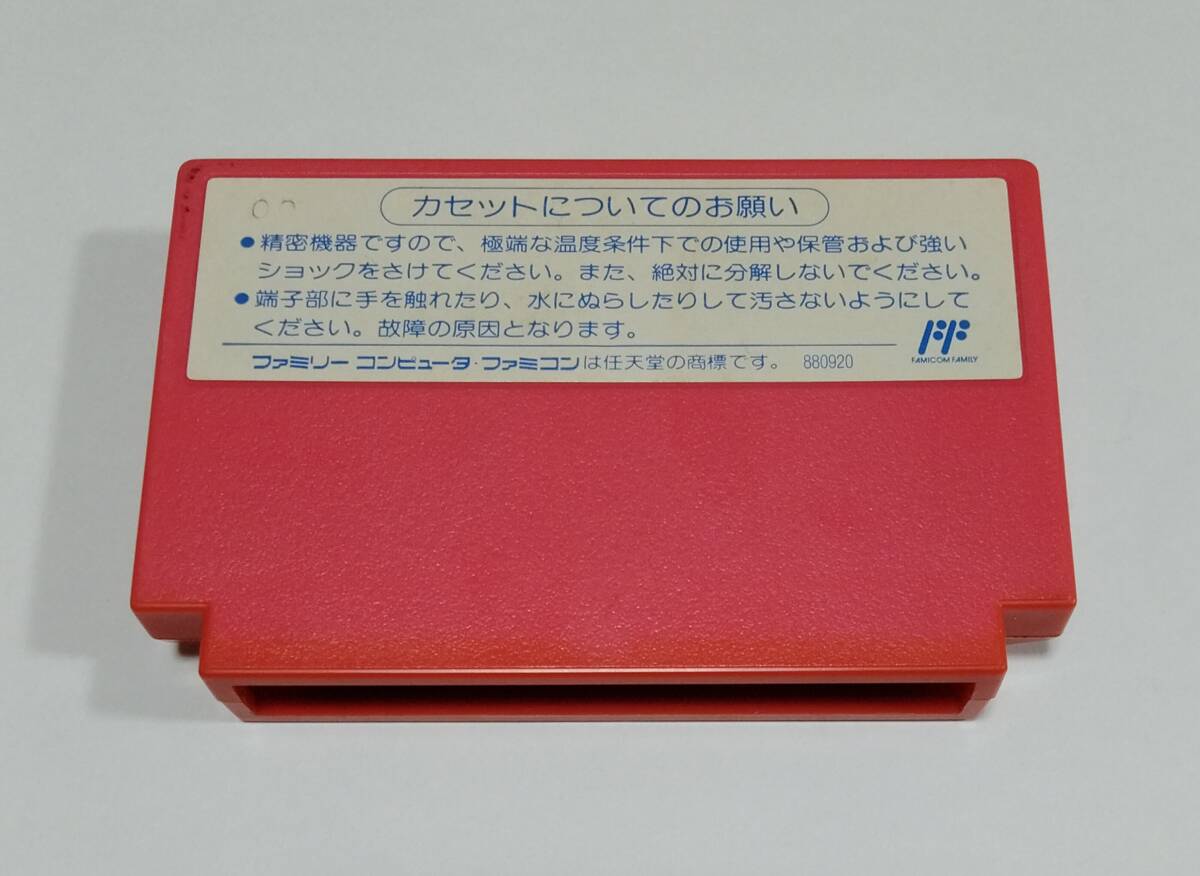 カセットについてのお願い
●精密機器ですので、極端な温度条件下での使用や保管および強い
ショックをさけてください。また、絶対に分解しないでください。
●端子部に手を触れたり、水にぬらしたりして汚さないようにして
ください。故障の原因となります。
FAMICOM FAMILY
ファミリー コンピュータ・ファミコンは任天堂の商標です。 880920